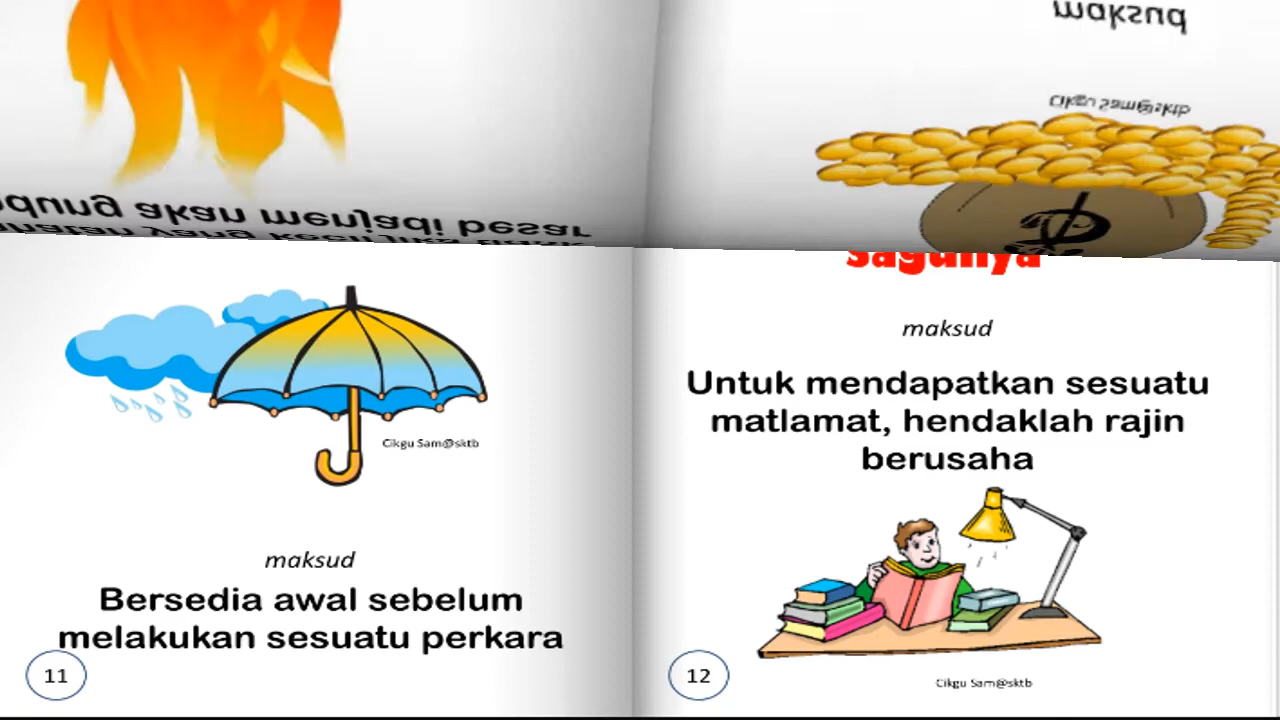 maksud
Cikgu Sam@sktb
akan menjadi besar
sagunya
Cikgu Sam@sktb
maksud
Bersedia awal sebelum
melakukan sesuatu perkara
11
maksud
Untuk mendapatkan sesuatu
matlamat, hendaklah rajin
berusaha
Cikgu Sam@sktb
12